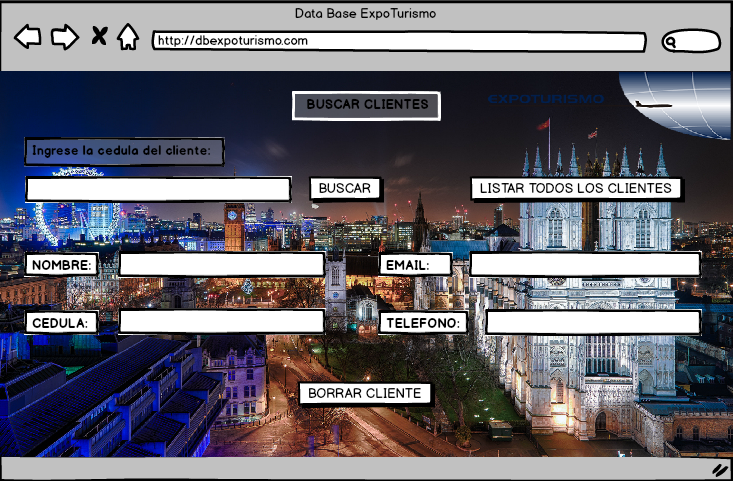 Data Base ExpoTurismo
http://dbexpoturismo.com
EXPOTURISMO
BUSCAR CLIENTES
Ingrese la cedula del cliente:
BUSCAR
LISTAR TODOS LOS CLIENTES
NOMBRE:
EMAIL:
CEDULA:
TELEFONO:
BORRAR CLIENTE